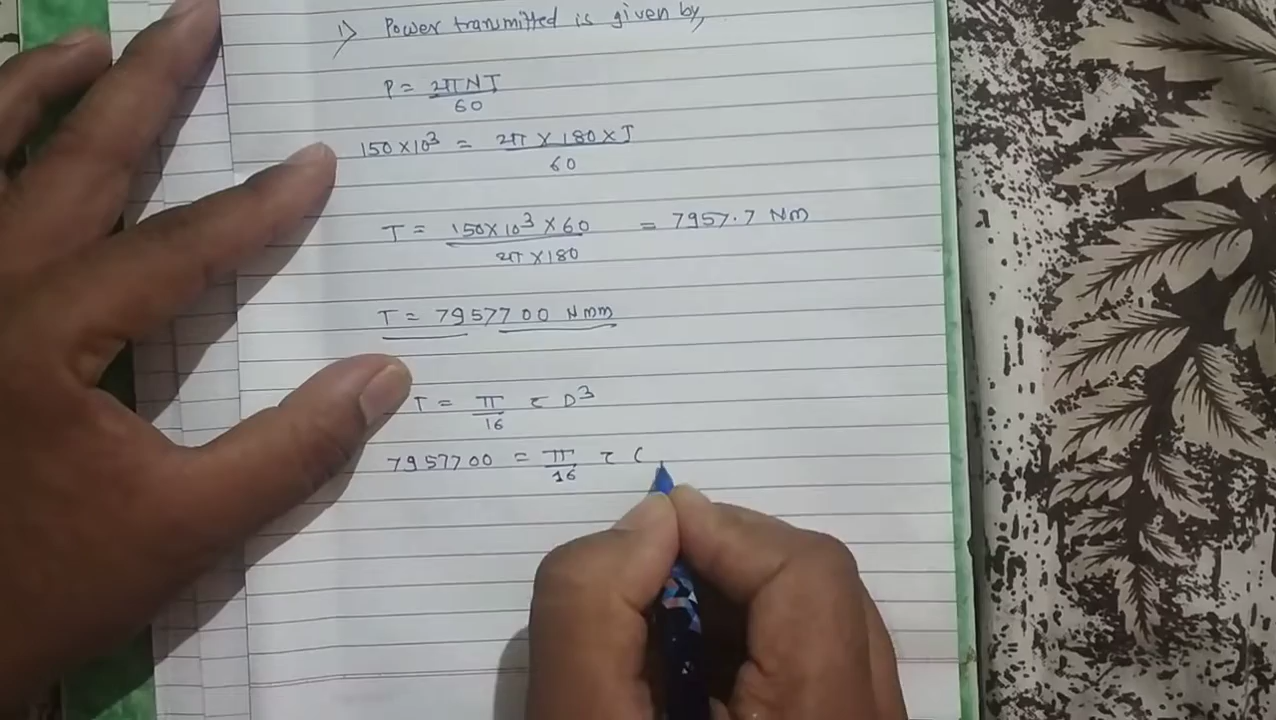 1) Power transmitted is given by,
P = 2πNT / 60
150×10³ = 2π × 180 × T / 60
T = 150×10³ × 60 / 2π × 180 = 7957.7 Nm
T = 7957700 Nmm
T = π/16 τ D³
7957700 = π/16 τ (